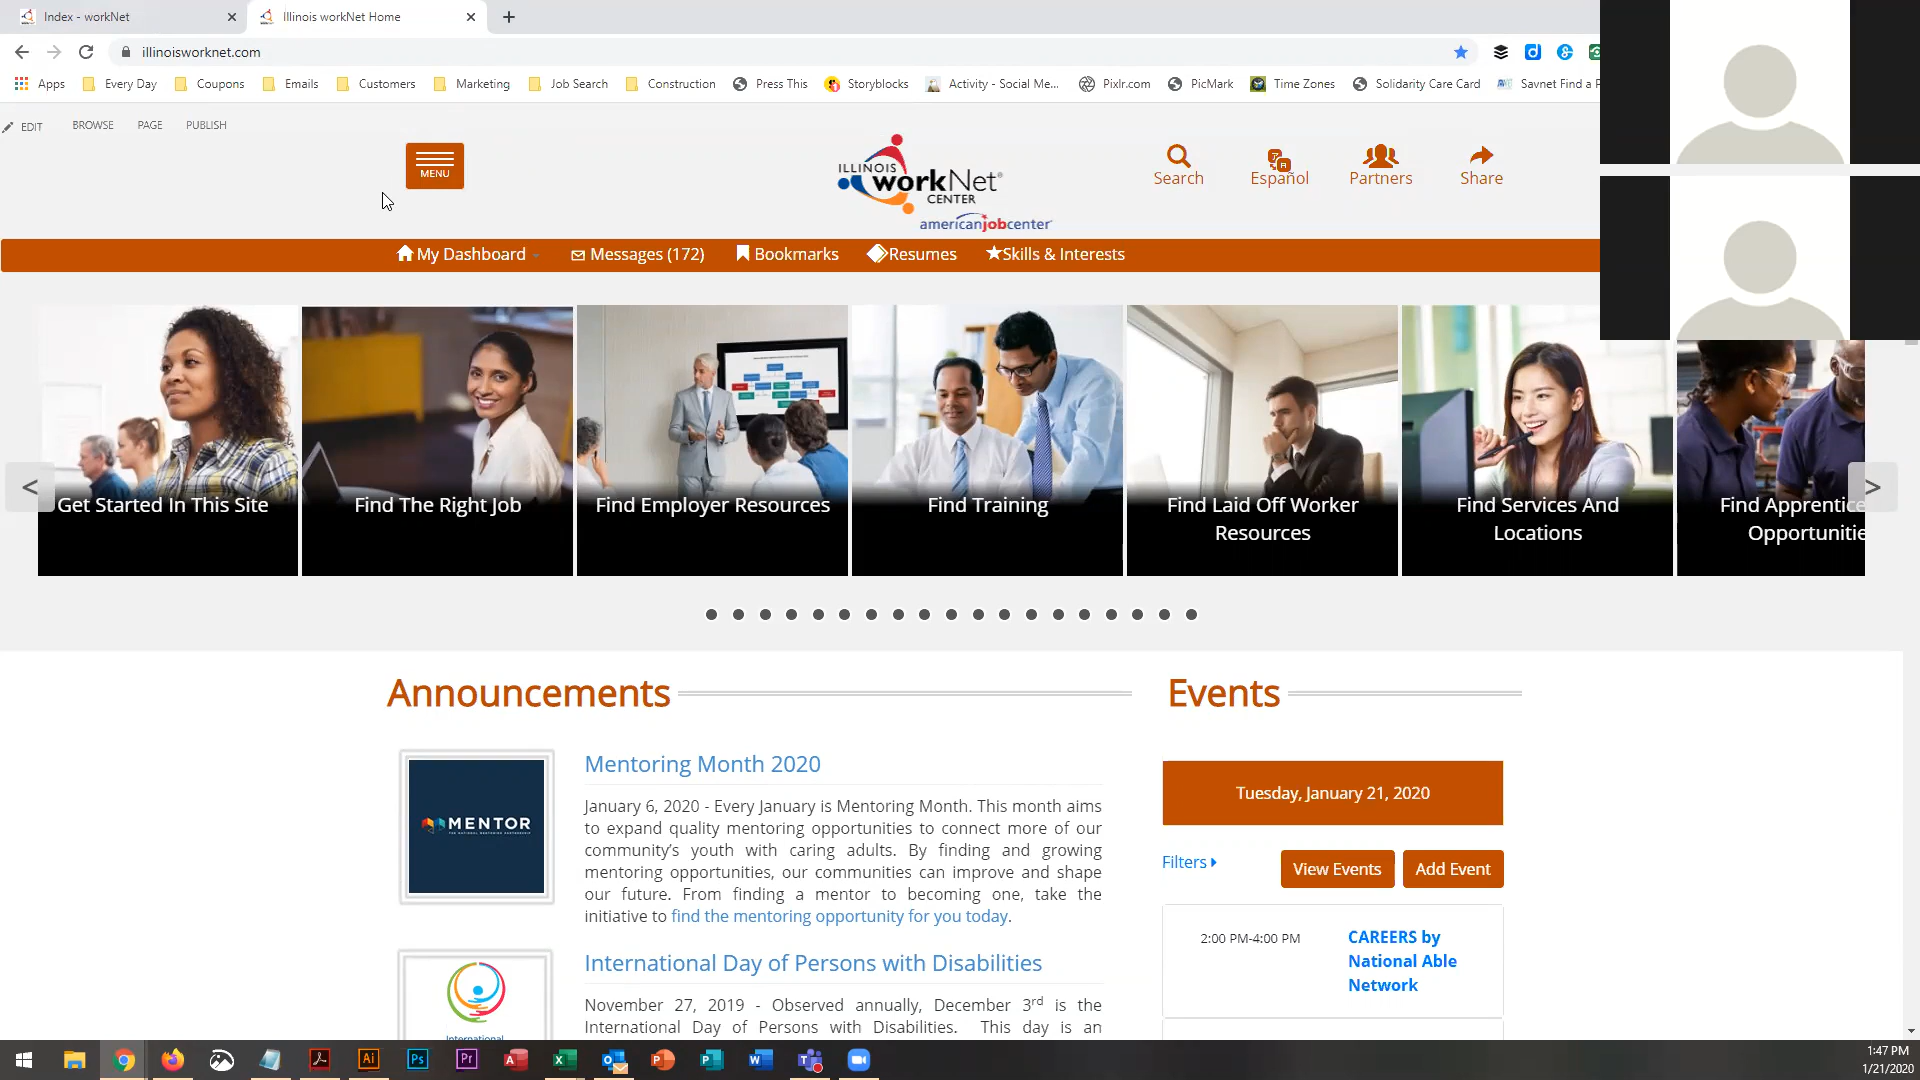 Index - workNet
Illinois workNet Home
illinoisworknet.com
Apps
Every Day
Coupons
Emails
Customers
Marketing
Job Search
Construction
Press This
Storyblocks
Activity - Social Me...
Pixlr.com
PicMark
Time Zones
Solidarity Care Card
Savnet Find a P
EDIT
BROWSE
PAGE
PUBLISH
MENU
ILLINOIS
workNet®
CENTER
americanjobcenter™
Search
Español
Partners
Share
My Dashboard
Messages (172)
Bookmarks
Resumes
Skills & Interests
<
Get Started In This Site
Find The Right Job
Find Employer Resources
Find Training
Find Laid Off Worker
Resources
Find Services And
Locations
Find Apprentice
Opportunitie
>
Announcements
Mentoring Month 2020
MENTOR
January 6, 2020 - Every January is Mentoring Month. This month aims
to expand quality mentoring opportunities to connect more of our
community's youth with caring adults. By finding and growing
mentoring opportunities, our communities can improve and shape
our future. From finding a mentor to becoming one, take the
initiative to find the mentoring opportunity for you today.
International Day of Persons with Disabilities
International
November 27, 2019 - Observed annually, December 3rd is the
International Day of Persons with Disabilities. This day is an
Events
Tuesday, January 21, 2020
Filters
View Events
Add Event
2:00 PM-4:00 PM
CAREERS by
National Able
Network
1:47 PM
1/21/2020